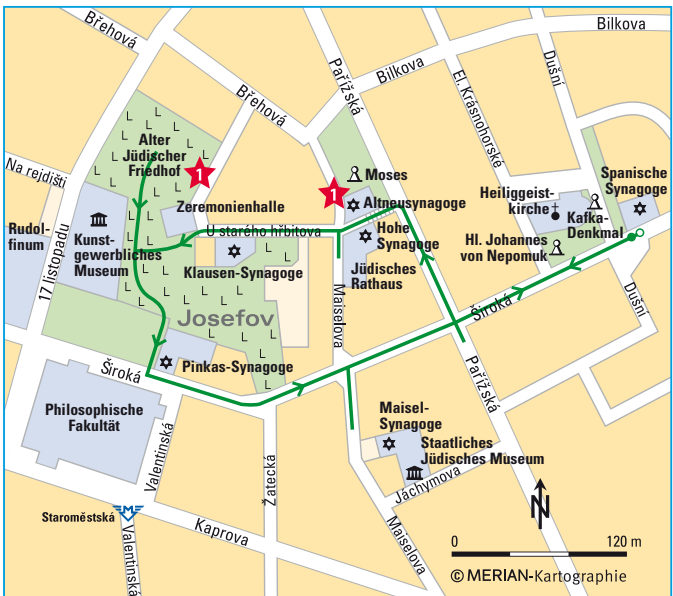 Břehová
Bilkova
Dušní
Pařížská
Bilkova
El. Krásnohorské
Břehová
Alter
Jüdischer
Friedhof
1
Na rejdišti
Moses
1
Altneusynagoge
Spanische
Synagoge
Heiliggeist-
kirche
Kafka-
Denkmal
Zeremonienhalle
U starého hřbitova
Rudol-
finum
Kunst-
gewerbliches
Museum
Hohe
Synagoge
Hl. Johannes
von Nepomuk
Klausen-Synagoge
Jüdisches
Rathaus
17 listopadu
Maiselova
Široká
Dušní
Josefov
Široká
Pinkas-Synagoge
Pařížská
Philosophische
Fakultät
Maisel-
Synagoge
Staatliches
Jüdisches Museum
Valentinská
Žatecká
Jáchymova
M
Staroměstská
Kaprova
Valentinská
Maiselova
N
0
120 m
© MERIAN-Kartographie
L L L L L L L L L L L L L L L L L L L L L L L L L L L L L L